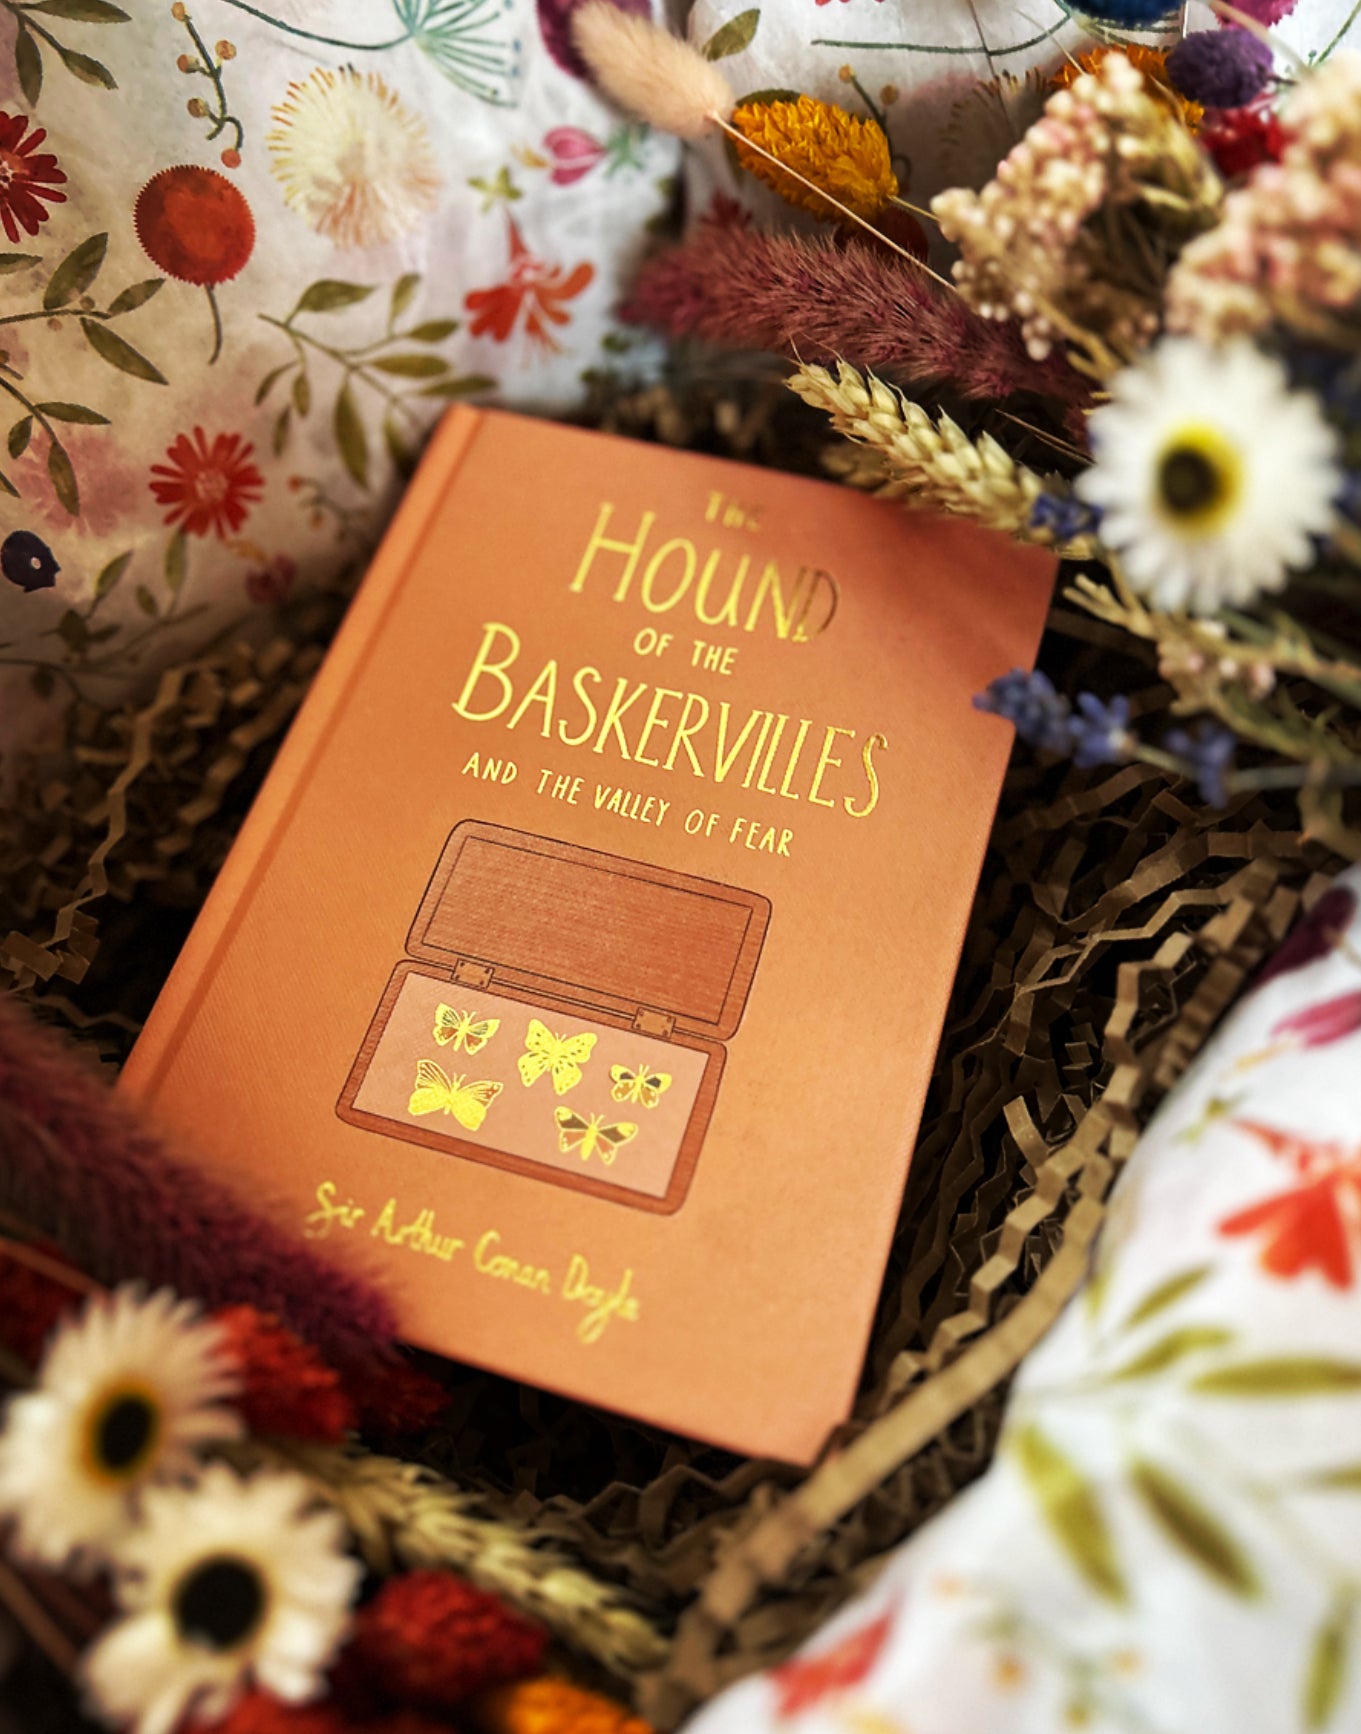 THE
HOUND
OF THE
BASKERVILLES
AND THE VALLEY OF FEAR
Sir Arthur Conan Doyle